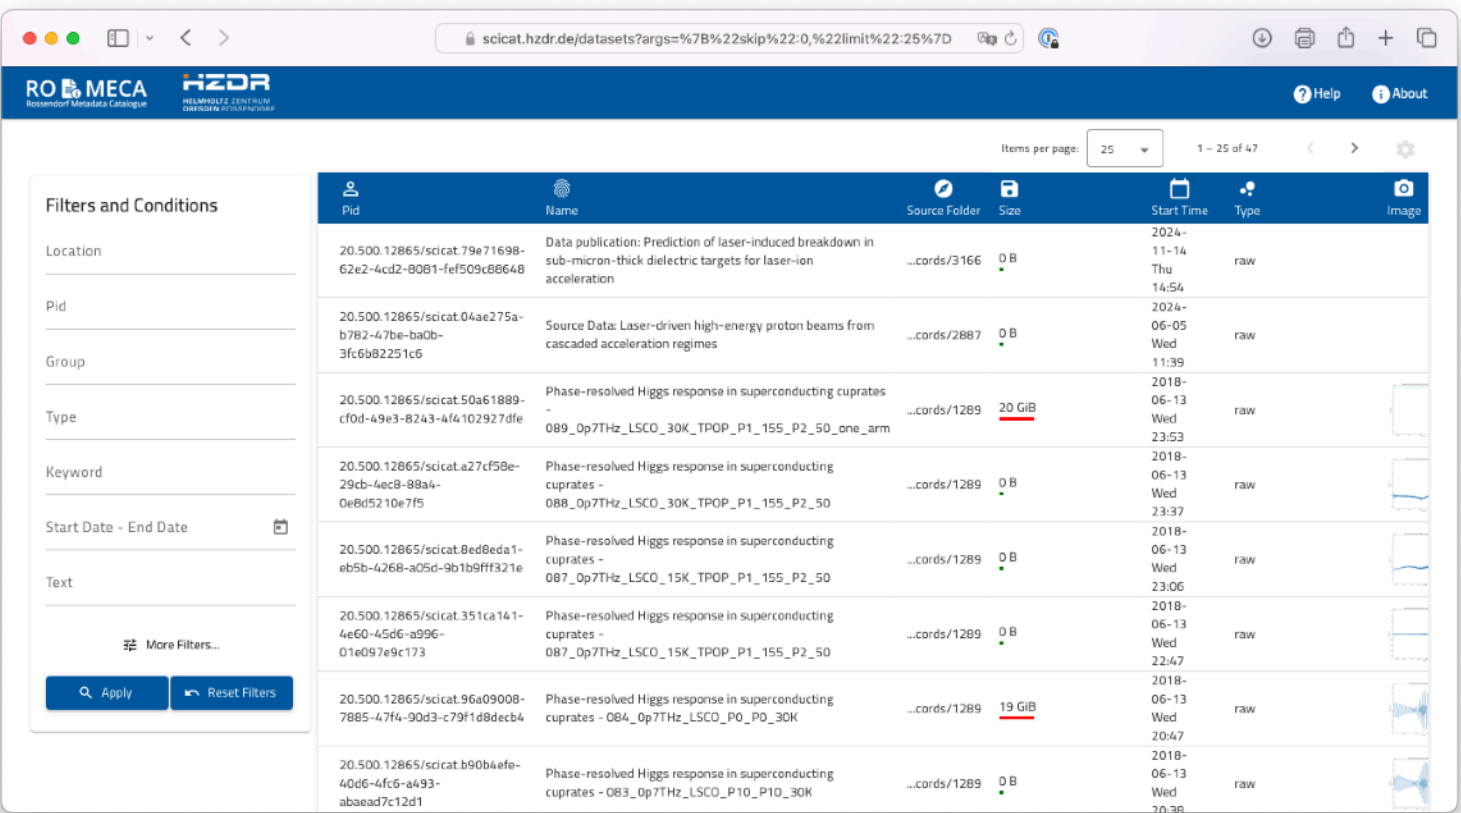 scicat.hzdr.de/datasets?args=%7B%22skip%22:0,%22limit%22:25%7D
RO MECA
Rossendorf Metadata Catalogue
HZDR
HELMHOLTZ ZENTRUM
DRESDEN ROSSENDORF
? Help
i About
Items per page:
25
1 – 25 of 47
Filters and Conditions
Location
Pid
Group
Type
Keyword
Start Date - End Date
Text
More Filters...
Apply
Reset Filters
Pid
Name
Source Folder
Size
Start Time
Type
Image
20.500.12865/scicat.79e71698-
62e2-4cd2-8081-fef509c88648
Data publication: Prediction of laser-induced breakdown in
sub-micron-thick dielectric targets for laser-ion
acceleration
...cords/3166
0 B
2024-
11-14
Thu
14:54
raw
20.500.12865/scicat.04ae275a-
b782-47be-ba0b-
3fc6b82251c6
Source Data: Laser-driven high-energy proton beams from
cascaded acceleration regimes
...cords/2887
0 B
2024-
06-05
Wed
11:39
raw
20.500.12865/scicat.50a61889-
cf0d-49e3-8243-4f4102927dfe
Phase-resolved Higgs response in superconducting cuprates
-
089_0p7THz_LSCO_30K_TPOP_P1_155_P2_50_one_arm
...cords/1289
20 GiB
2018-
06-13
Wed
23:53
raw
20.500.12865/scicat.a27cf58e-
29cb-4ec8-88a4-
0e8d5210e7f5
Phase-resolved Higgs response in superconducting
cuprates -
088_0p7THz_LSCO_30K_TPOP_P1_155_P2_50
...cords/1289
0 B
2018-
06-13
Wed
23:37
raw
20.500.12865/scicat.8ed8eda1-
eb5b-4268-a05d-9b1b9fff321e
Phase-resolved Higgs response in superconducting
cuprates -
087_0p7THz_LSCO_15K_TPOP_P1_155_P2_50
...cords/1289
0 B
2018-
06-13
Wed
23:06
raw
20.500.12865/scicat.351ca141-
4e60-45d6-a996-
01e097e9c173
Phase-resolved Higgs response in superconducting
cuprates -
087_0p7THz_LSCO_15K_TPOP_P1_155_P2_50
...cords/1289
0 B
2018-
06-13
Wed
22:47
raw
20.500.12865/scicat.96a09008-
7885-47f4-90d3-c79f1d8decb4
Phase-resolved Higgs response in superconducting
cuprates - 084_0p7THz_LSCO_P0_P0_30K
...cords/1289
19 GiB
2018-
06-13
Wed
20:47
raw
20.500.12865/scicat.b90b4efe-
40d6-4fc6-a493-
abaead7c12d1
Phase-resolved Higgs response in superconducting
cuprates - 083_0p7THz_LSCO_P10_P10_30K
...cords/1289
0 B
2018-
06-13
Wed
20:38
raw